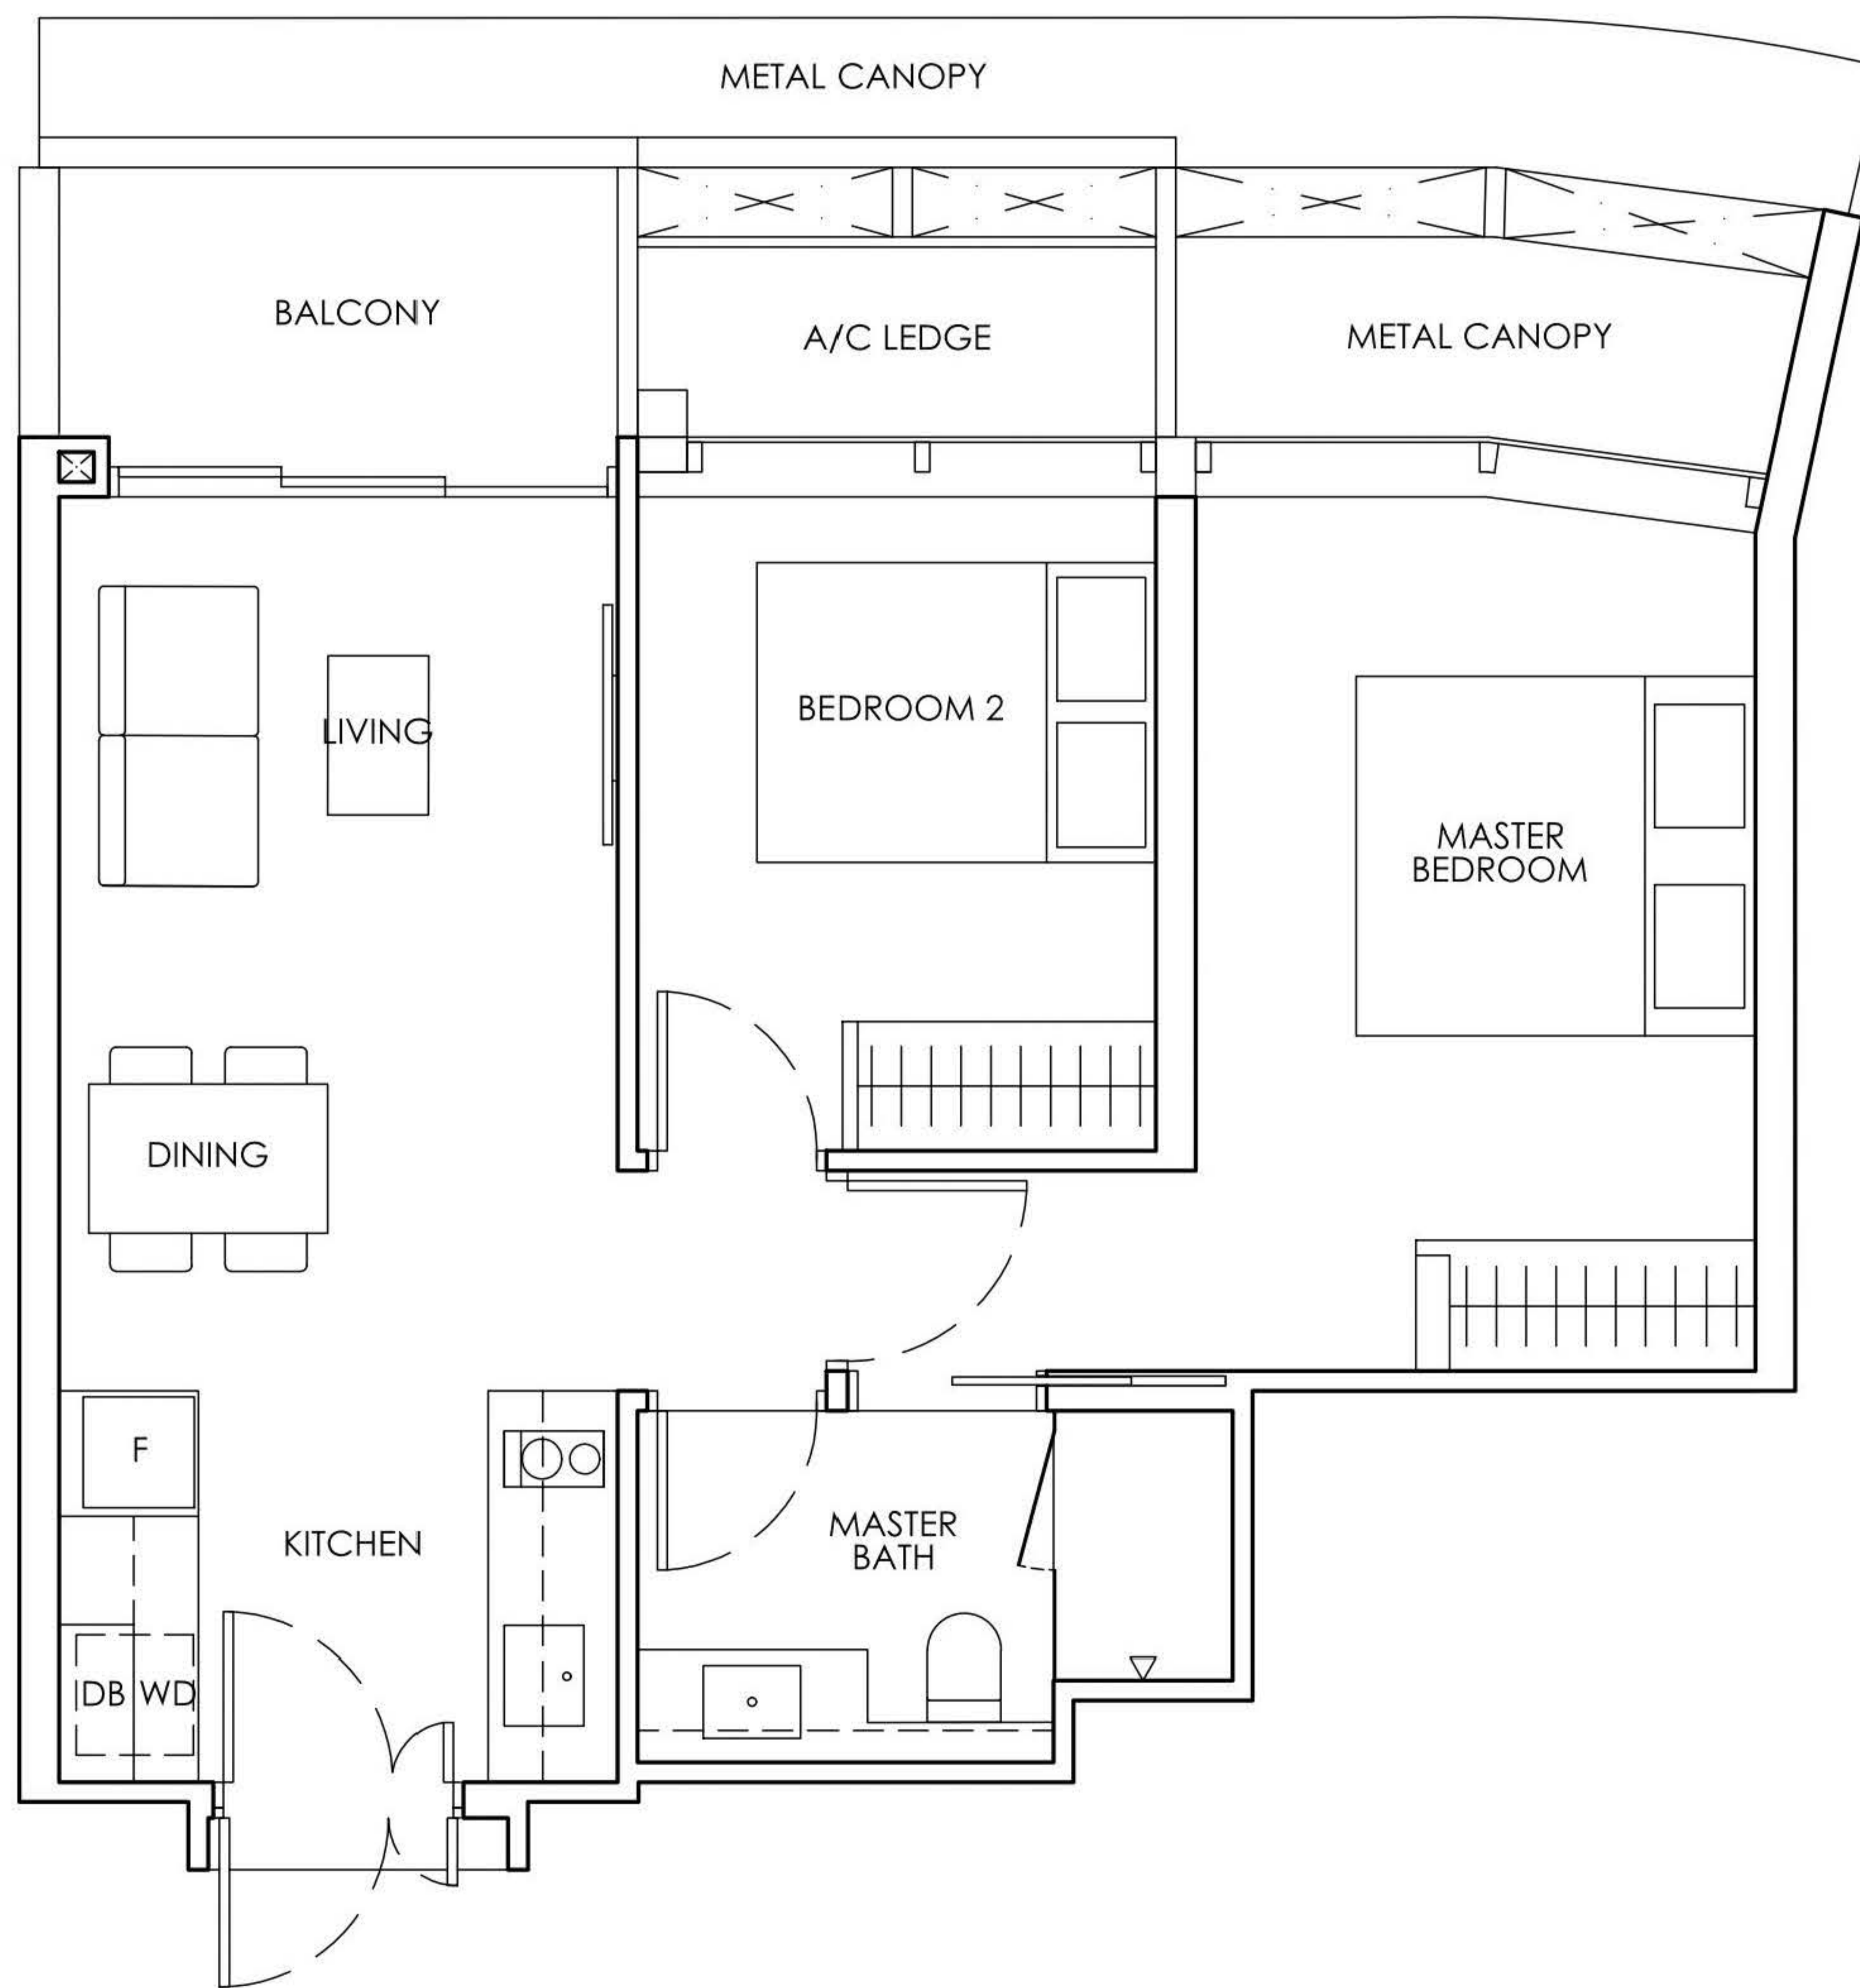 METAL CANOPY
BALCONY
A/C LEDGE
METAL CANOPY
LIVING
BEDROOM 2
MASTER
BEDROOM
DINING
F
KITCHEN
MASTER
BATH
DB WD